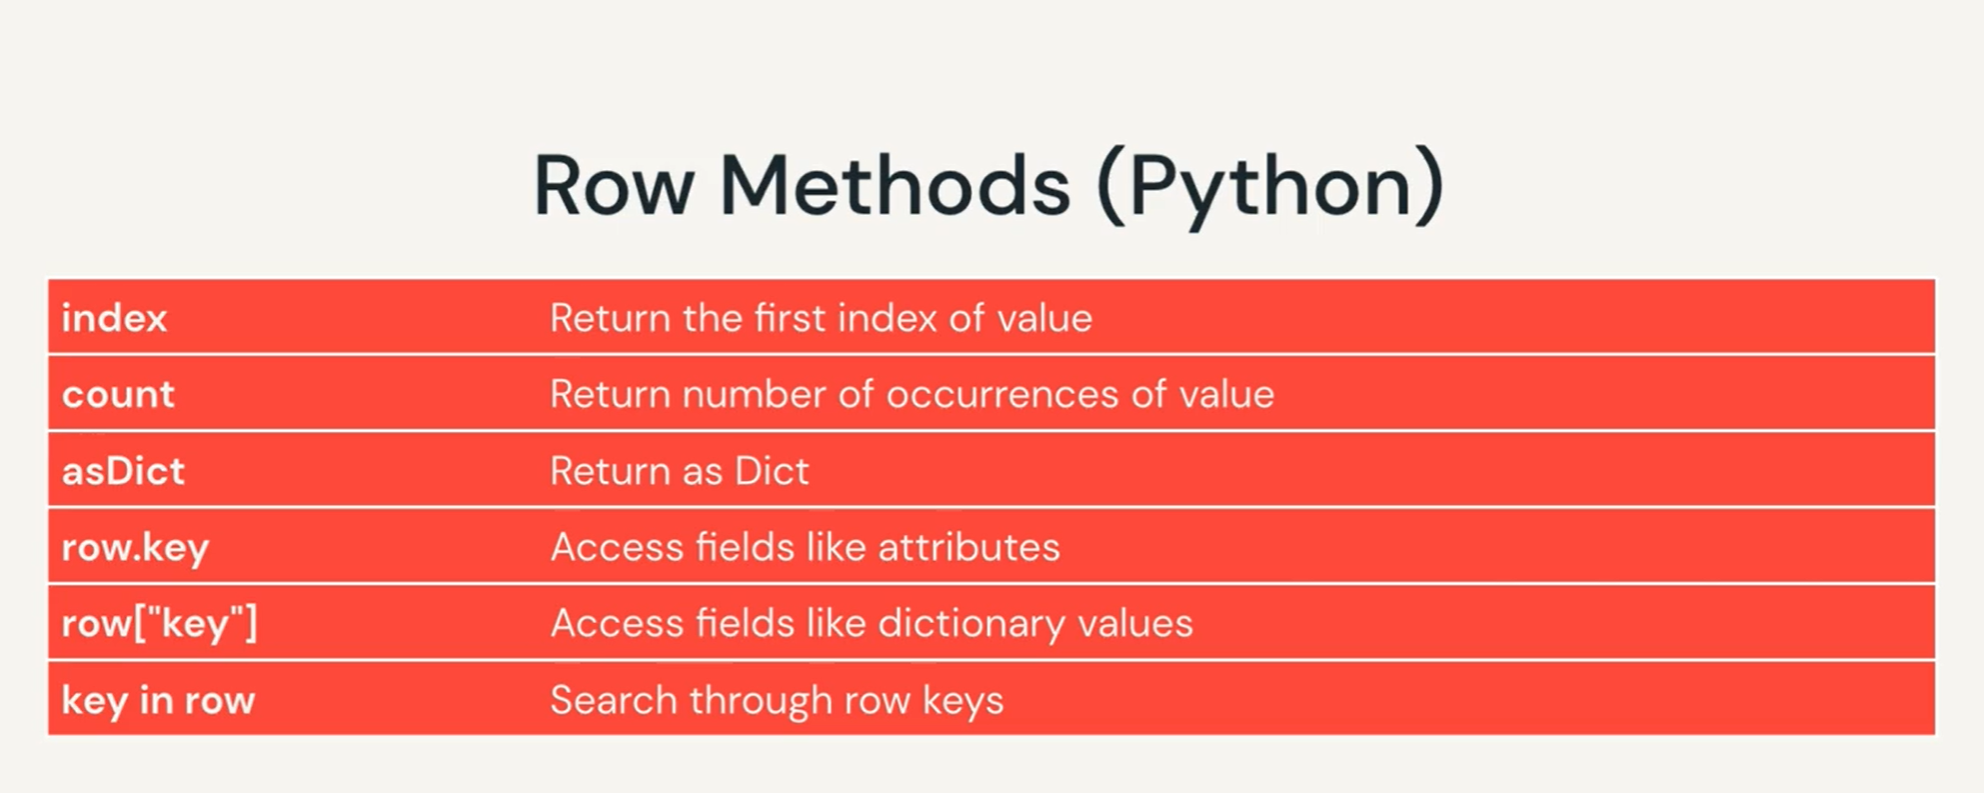 Row Methods (Python)
index Return the first index of value
count Return number of occurrences of value
asDict Return as Dict
row.key Access fields like attributes
row["key"] Access fields like dictionary values
key in row Search through row keys